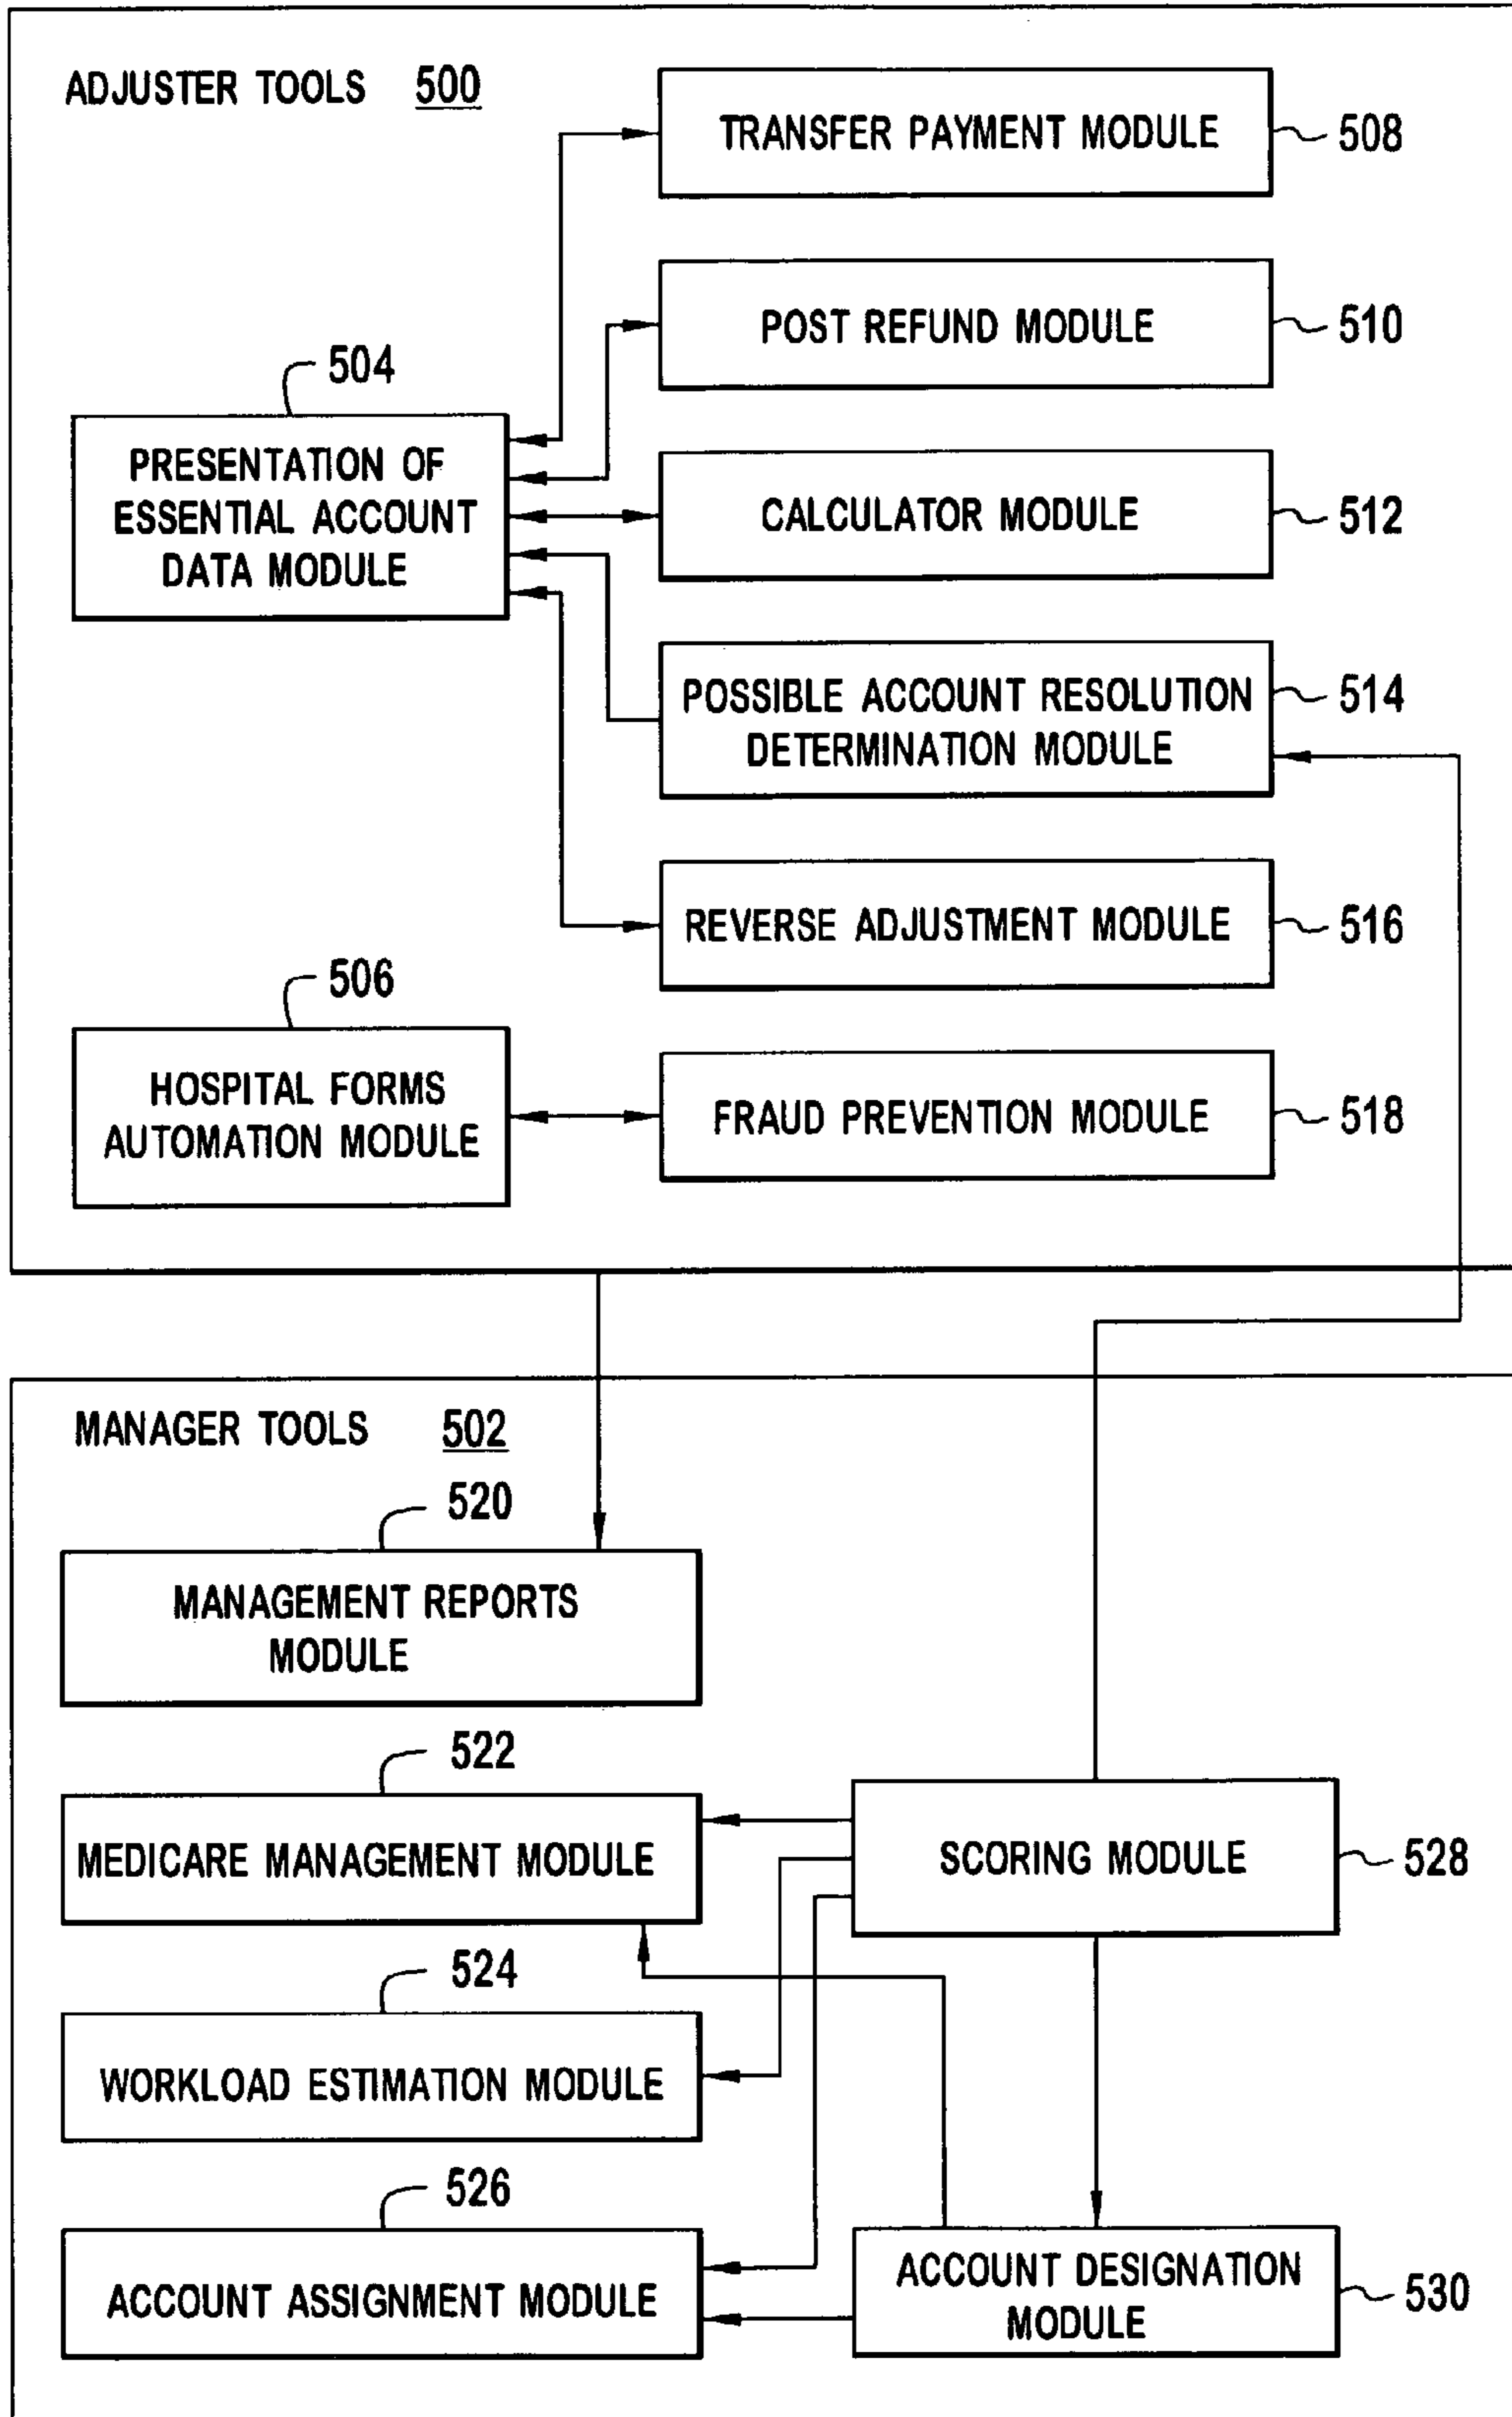 ADJUSTER TOOLS 500
TRANSFER PAYMENT MODULE
508
POST REFUND MODULE
510
504
PRESENTATION OF
ESSENTIAL ACCOUNT
DATA MODULE
CALCULATOR MODULE
512
POSSIBLE ACCOUNT RESOLUTION
DETERMINATION MODULE
514
REVERSE ADJUSTMENT MODULE
516
506
HOSPITAL FORMS
AUTOMATION MODULE
FRAUD PREVENTION MODULE
518
MANAGER TOOLS 502
520
MANAGEMENT REPORTS
MODULE
522
MEDICARE MANAGEMENT MODULE
SCORING MODULE
528
524
WORKLOAD ESTIMATION MODULE
526
ACCOUNT ASSIGNMENT MODULE
ACCOUNT DESIGNATION
MODULE
530